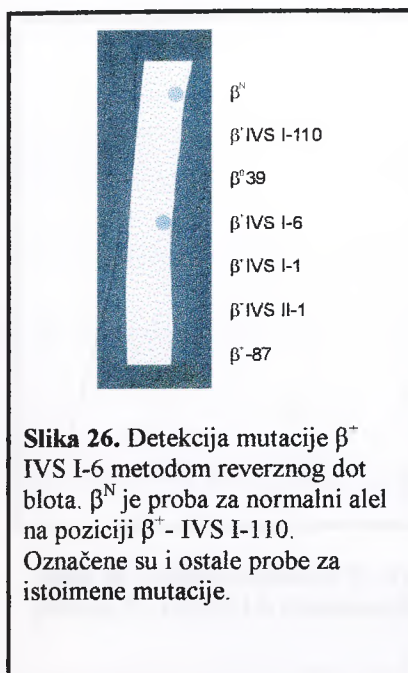 βᴺ
β⁺IVS I-110
β⁰39
β⁺IVS I-6
β⁺IVS I-1
β⁺IVS II-1
β⁺-87
Slika 26. Detekcija mutacije β⁺
IVS I-6 metodom reverznog dot
blota. βᴺ je proba za normalni alel
na poziciji β⁺- IVS I-110.
Označene su i ostale probe za
istoimene mutacije.